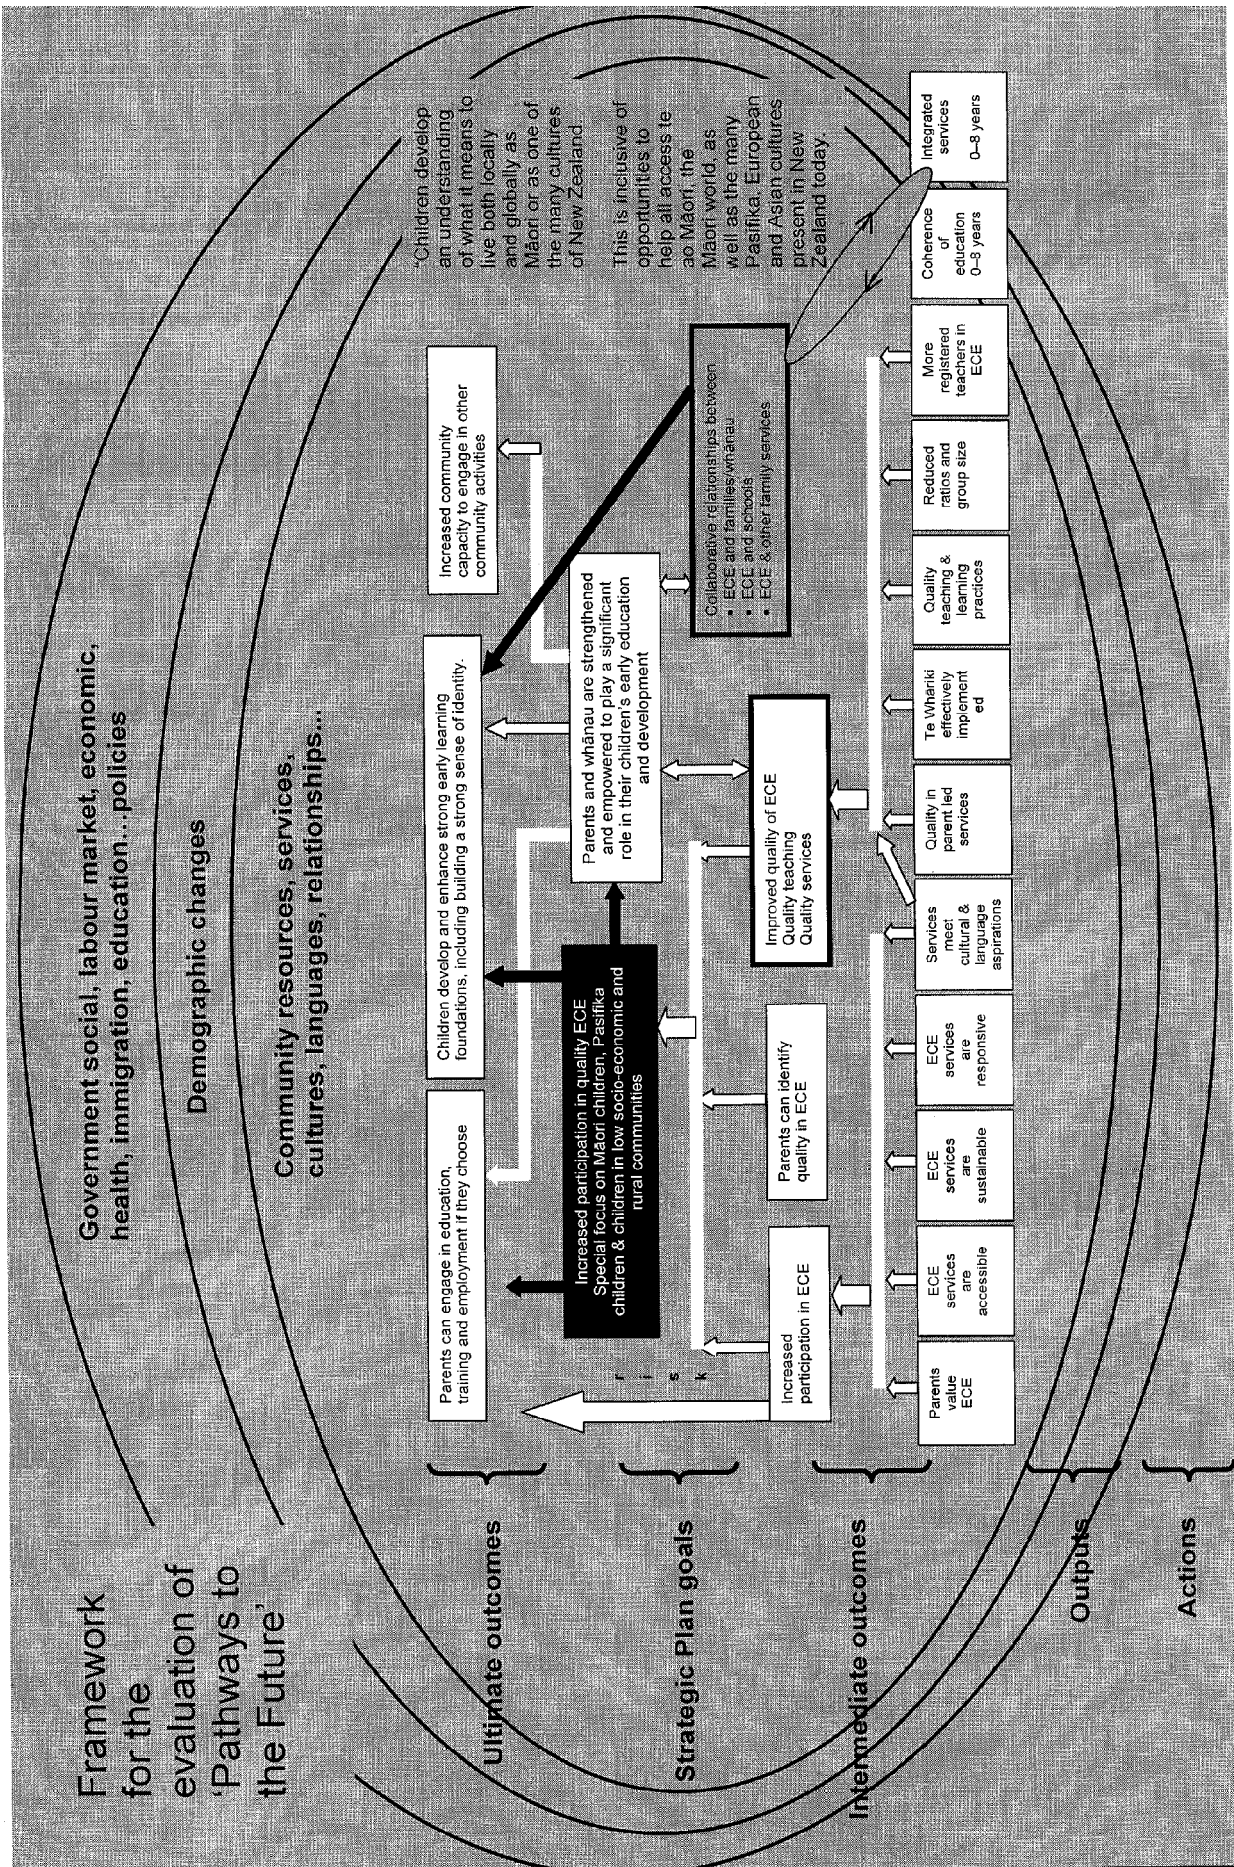 Framework
for the
evaluation of
'Pathways to
the Future'
Government social, labour market, economic,
health, immigration, education...policies
Demographic changes
Community resources, services,
cultures, languages, relationships...
Ultimate outcomes
Parents can engage in education,
training and employment if they choose
Children develop and enhance strong early learning
foundations, including building a strong sense of identity.
Increased community
capacity to engage in other
community activities
"Children develop
an understanding
of what it means to
live both locally
and globally as
Māori or as one of
the many cultures
of New Zealand.
This is inclusive of
opportunities to
help all access te
ao Māori, the
Māori world, as
well as the many
Pasifika, European
and Asian cultures
present in New
Zealand today.
Strategic Plan goals
r
i
s
k
Increased participation in quality ECE
Special focus on Māori children, Pasifika
children & children in low socio-economic and
rural communities
Parents and whānau are strengthened
and empowered to play a significant
role in their children's early education
and development
Collaborative relationships between
• ECE and families/whānau
• ECE and schools
• ECE & other family services
Intermediate outcomes
Increased
participation in ECE
Parents can identify
quality in ECE
Improved quality of ECE
Quality teaching
Quality services
Parents
value
ECE
ECE
services
are
accessible
ECE
services
are
sustainable
ECE
services
are
responsive
Services
meet
cultural &
language
aspirations
Quality in
parent led
services
Te Whariki
effectively
implement
ed
Quality
teaching &
learning
practices
Reduced
ratios and
group size
More
registered
teachers in
ECE
Coherence
of
education
0–8 years
Integrated
services
0–8 years
Outputs
Actions